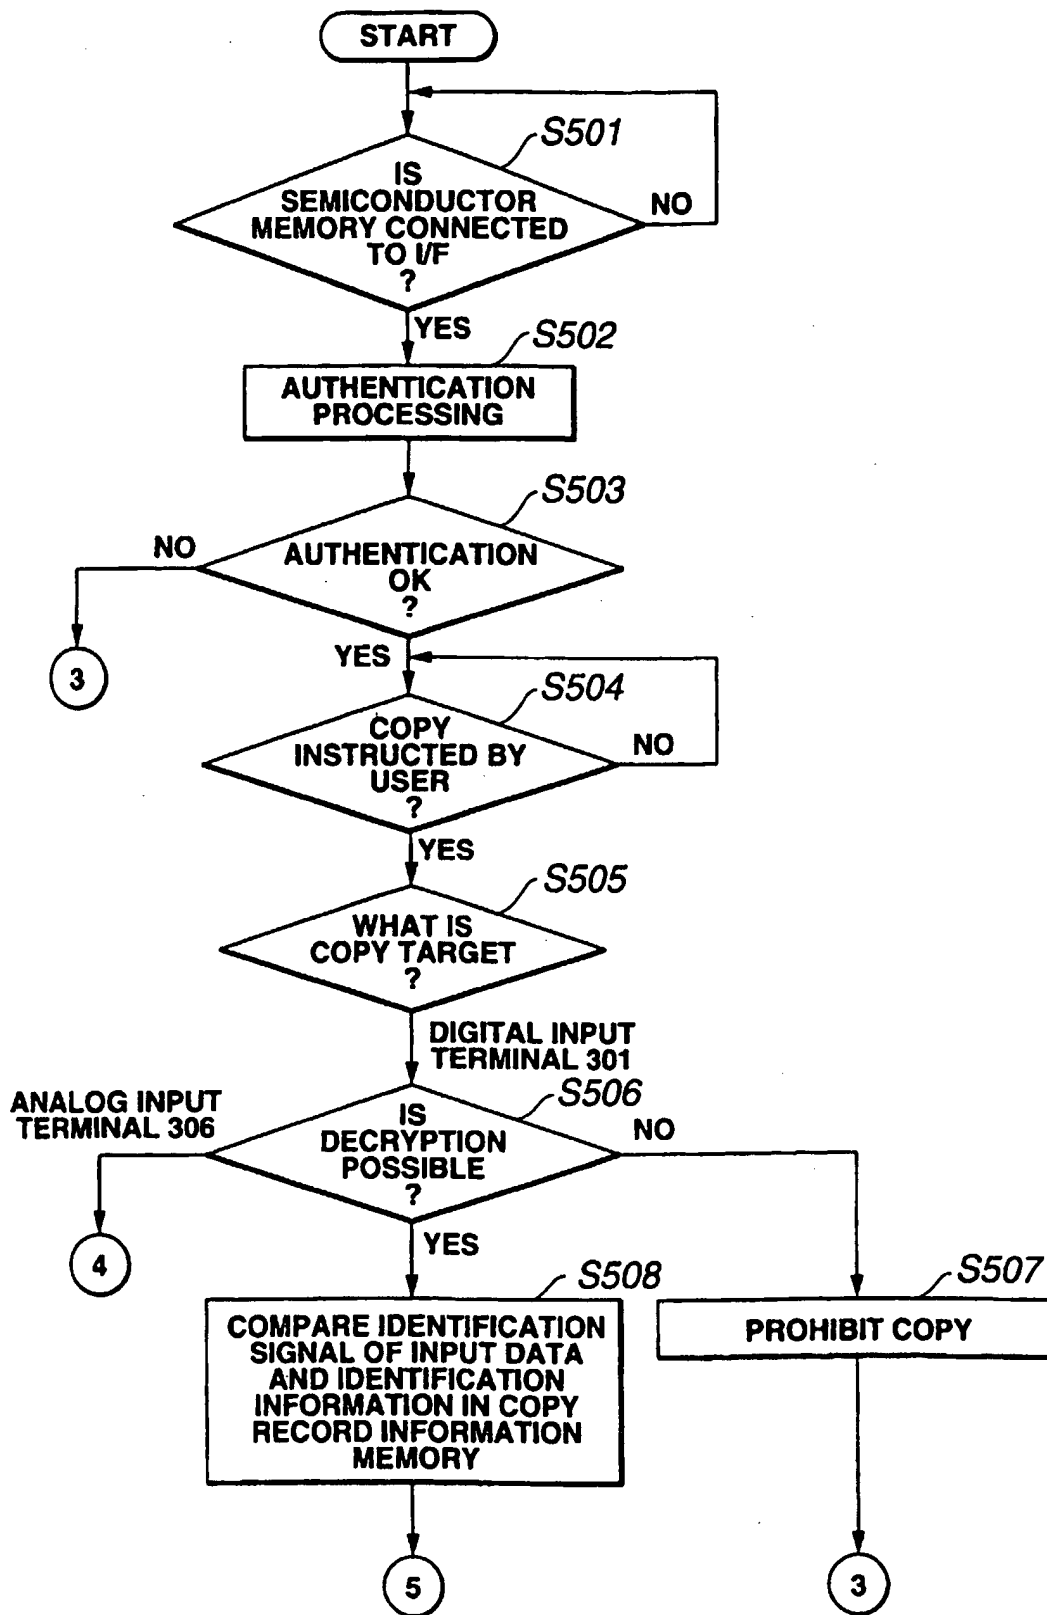 START
S501
IS
SEMICONDUCTOR
MEMORY CONNECTED
TO I/F
?
NO
YES
S502
AUTHENTICATION
PROCESSING
S503
NO
AUTHENTICATION
OK
?
3
YES
S504
COPY
INSTRUCTED BY
USER
?
NO
YES
S505
WHAT IS
COPY TARGET
?
DIGITAL INPUT
TERMINAL 301
ANALOG INPUT
TERMINAL 306
S506
IS
DECRYPTION
POSSIBLE
?
NO
4
YES
S508
COMPARE IDENTIFICATION
SIGNAL OF INPUT DATA
AND IDENTIFICATION
INFORMATION IN COPY
RECORD INFORMATION
MEMORY
S507
PROHIBIT COPY
5
3